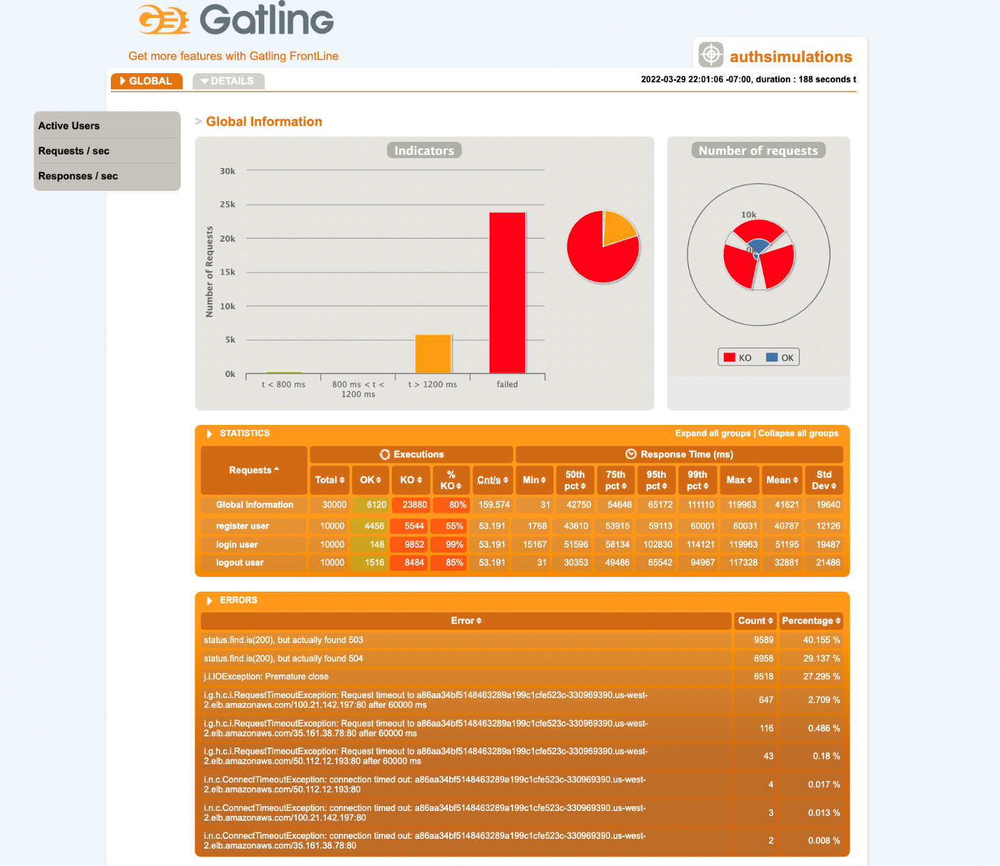 Gatling
Get more features with Gatling FrontLine
authsimulations
GLOBAL
DETAILS
2022-03-29 22:01:06 -07:00, duration : 188 seconds t
Active Users
Requests / sec
Responses / sec
> Global Information
Indicators
Number of Requests
30k
25k
20k
15k
10k
5k
0k
t < 800 ms
800 ms < t <
1200 ms
t > 1200 ms
failed
Number of requests
10k
0k
KO
OK
STATISTICS
Expand all groups | Collapse all groups
Requests
Executions
Response Time (ms)
Total OK KO % KO Cnt/s Min 50th pct 75th pct 95th pct 99th pct Max Mean Std Dev
Global Information 30000 6120 23880 80% 159.574 31 42750 54646 65172 111110 119963 41621 19640
register user 10000 4456 5544 55% 53.191 1768 43610 53915 59113 60001 60031 40787 12126
login user 10000 148 9852 99% 53.191 15167 51596 58134 102830 114121 119963 51195 19487
logout user 10000 1516 8484 85% 53.191 31 30353 49486 65542 94967 117328 32881 21486
ERRORS
Error Count Percentage
status.find.is(200), but actually found 503 9589 40.155 %
status.find.is(200), but actually found 504 6958 29.137 %
j.i.IOException: Premature close 6518 27.295 %
i.g.h.c.i.RequestTimeoutException: Request timeout to a86aa34bf5148463289a199c1cfe523c-330969390.us-west-
2.elb.amazonaws.com/100.21.142.197:80 after 60000 ms 647 2.709 %
i.g.h.c.i.RequestTimeoutException: Request timeout to a86aa34bf5148463289a199c1cfe523c-330969390.us-west-
2.elb.amazonaws.com/35.161.38.78:80 after 60000 ms 116 0.486 %
i.g.h.c.i.RequestTimeoutException: Request timeout to a86aa34bf5148463289a199c1cfe523c-330969390.us-west-
2.elb.amazonaws.com/50.112.12.193:80 after 60000 ms 43 0.18 %
i.n.c.ConnectTimeoutException: connection timed out: a86aa34bf5148463289a199c1cfe523c-330969390.us-west-
2.elb.amazonaws.com/50.112.12.193:80 4 0.017 %
i.n.c.ConnectTimeoutException: connection timed out: a86aa34bf5148463289a199c1cfe523c-330969390.us-west-
2.elb.amazonaws.com/100.21.142.197:80 3 0.013 %
i.n.c.ConnectTimeoutException: connection timed out: a86aa34bf5148463289a199c1cfe523c-330969390.us-west-
2.elb.amazonaws.com/35.161.38.78:80 2 0.008 %